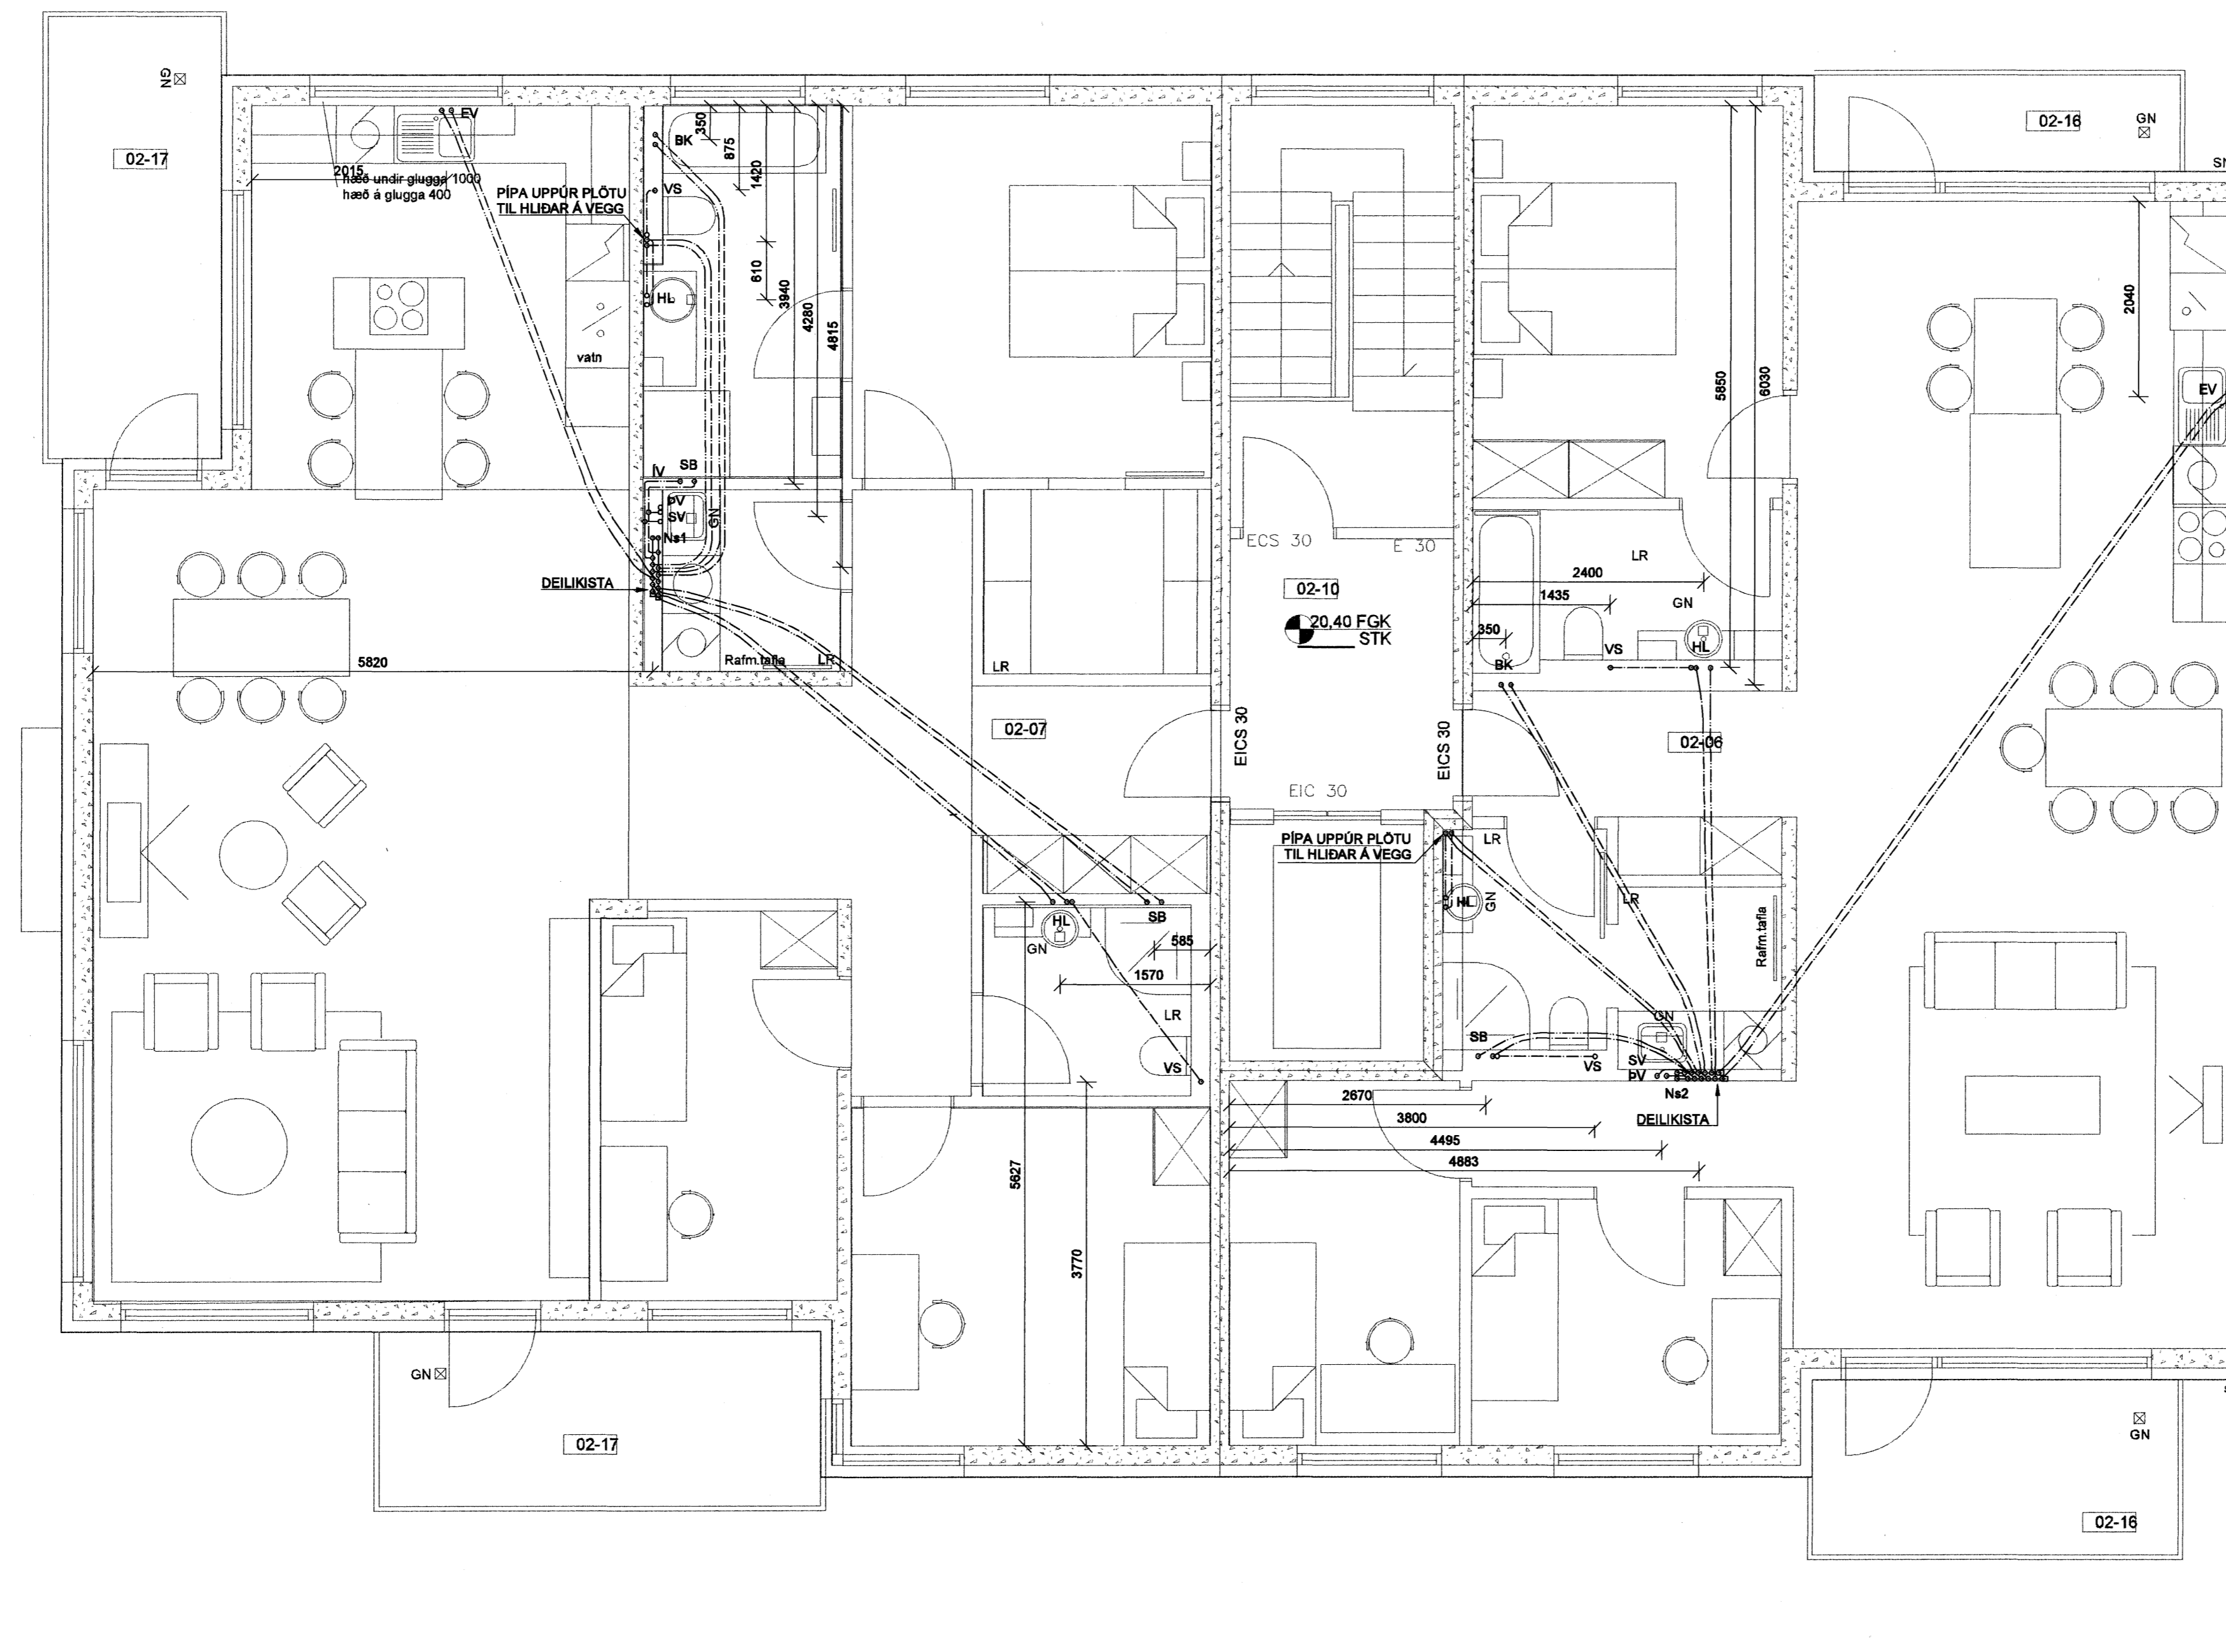 GN
02-17
EV
2015
hæð undir glugga 1000
hæð á glugga 400
PÍPA UPPÚR PLÖTU
TIL HLIÐAR Á VEGG
BK
VS
HL
350
875
1420
610
3940
4280
4815
vatn
ÍV
SB
ÞV
SV
GN
Ns1
DEILIKISTA
5820
Rafm.tafla
LR
LR
02-07
ECS 30
E 30
02-10
20,40 FGK
STK
EICS 30
EICS 30
EIC 30
5850
6030
LR
2400
1435
GN
350
VS
HL
BK
02-06
02-16
GN
2040
EV
PÍPA UPPÚR PLÖTU
TIL HLIÐAR Á VEGG
LR
HL
GN
LR
Rafm.tafla
HL
SB
GN
585
1570
LR
VS
SB
VS
GN
SV
ÞV
Ns2
DEILIKISTA
2670
3800
4495
4883
5627
3770
GN
02-17
GN
02-16